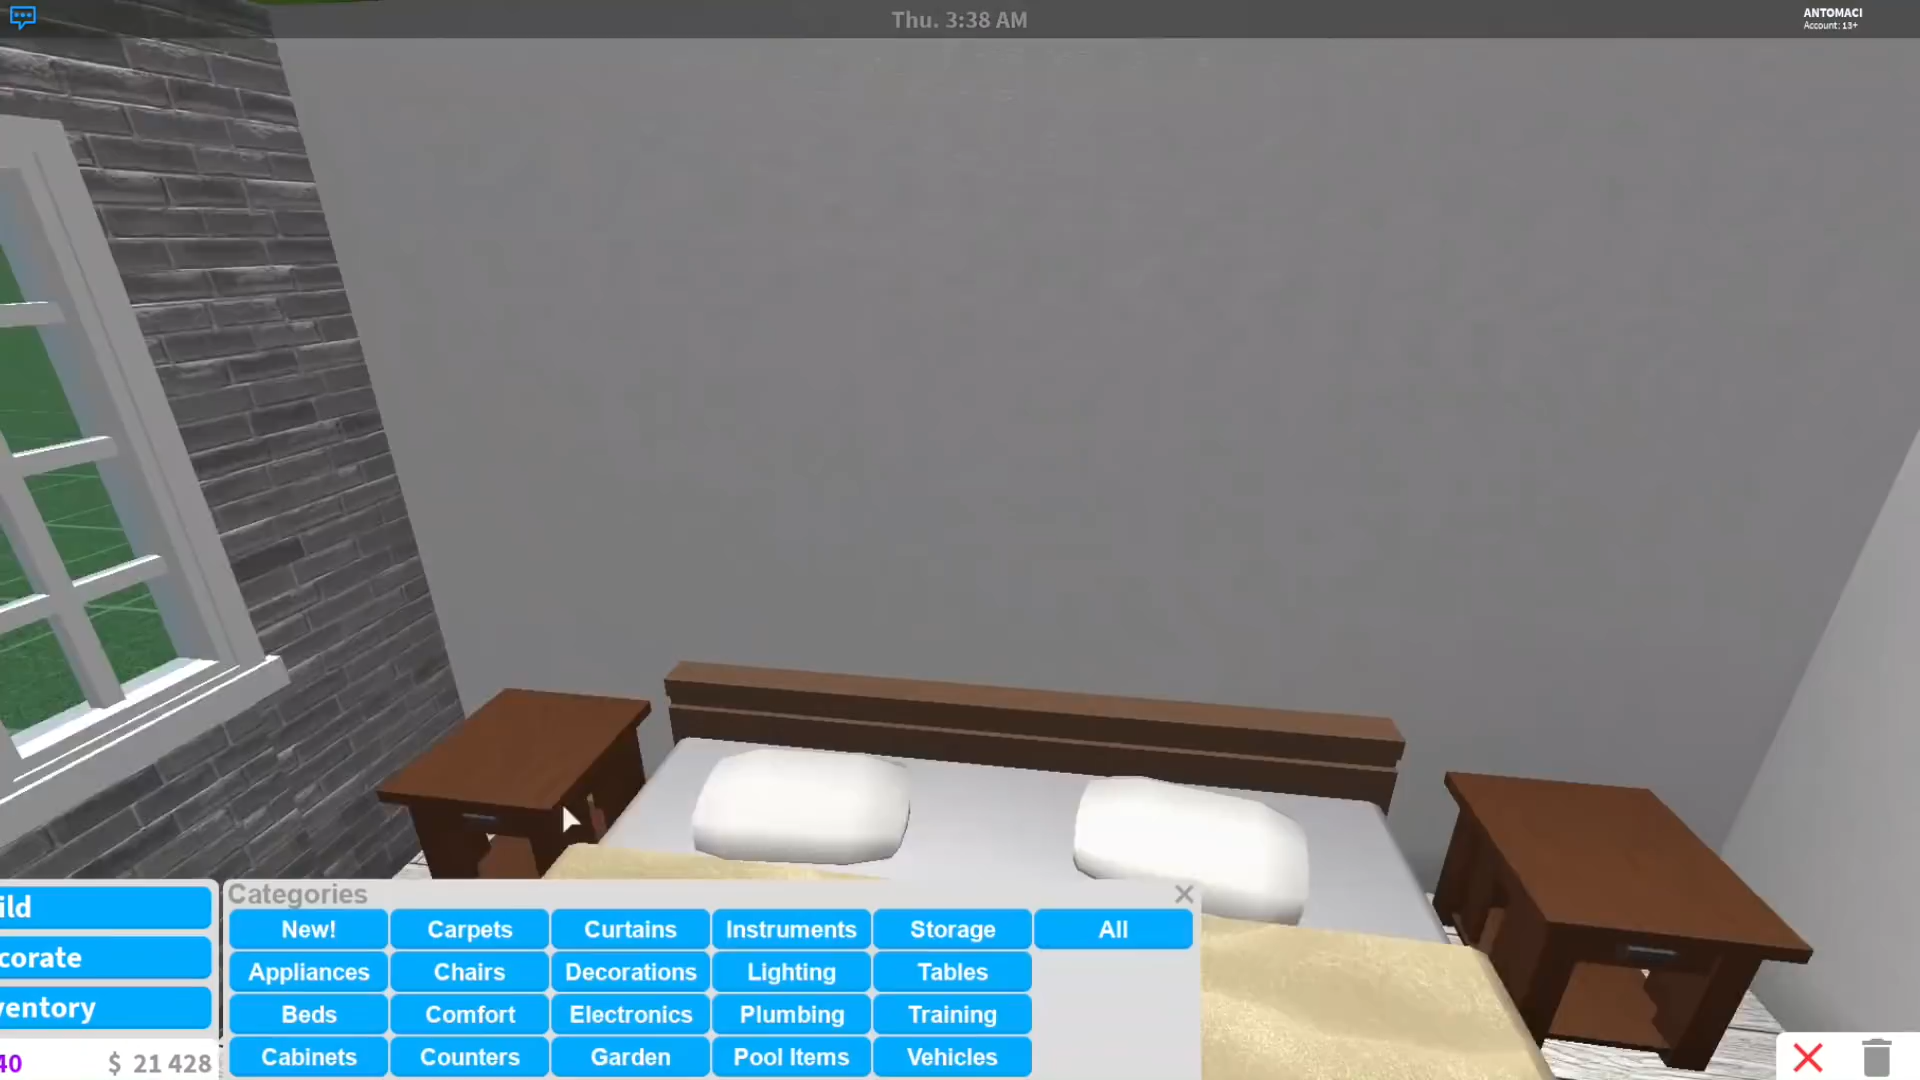 Thu. 3:38 AM
ANTOMACI
Account: 13+
ild
corate
ventory
40 $ 21 428
Categories
New! Carpets Curtains Instruments Storage All
Appliances Chairs Decorations Lighting Tables
Beds Comfort Electronics Plumbing Training
Cabinets Counters Garden Pool Items Vehicles